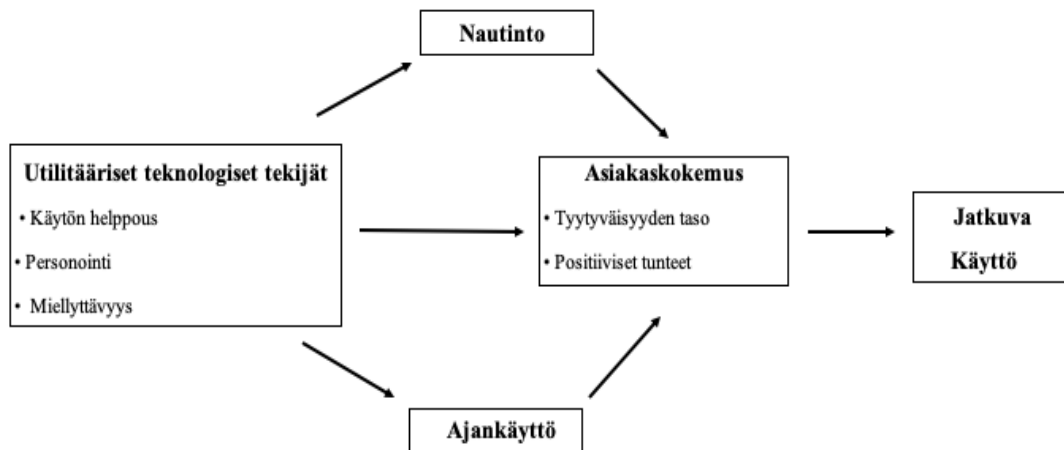 Nautinto
Utilitääriset teknologiset tekijät
• Käytön helppous
• Personointi
• Miellyttävyys
Asiakaskokemus
• Tyytyväisyyden taso
• Positiiviset tunteet
Jatkuva
Käyttö
Ajankäyttö